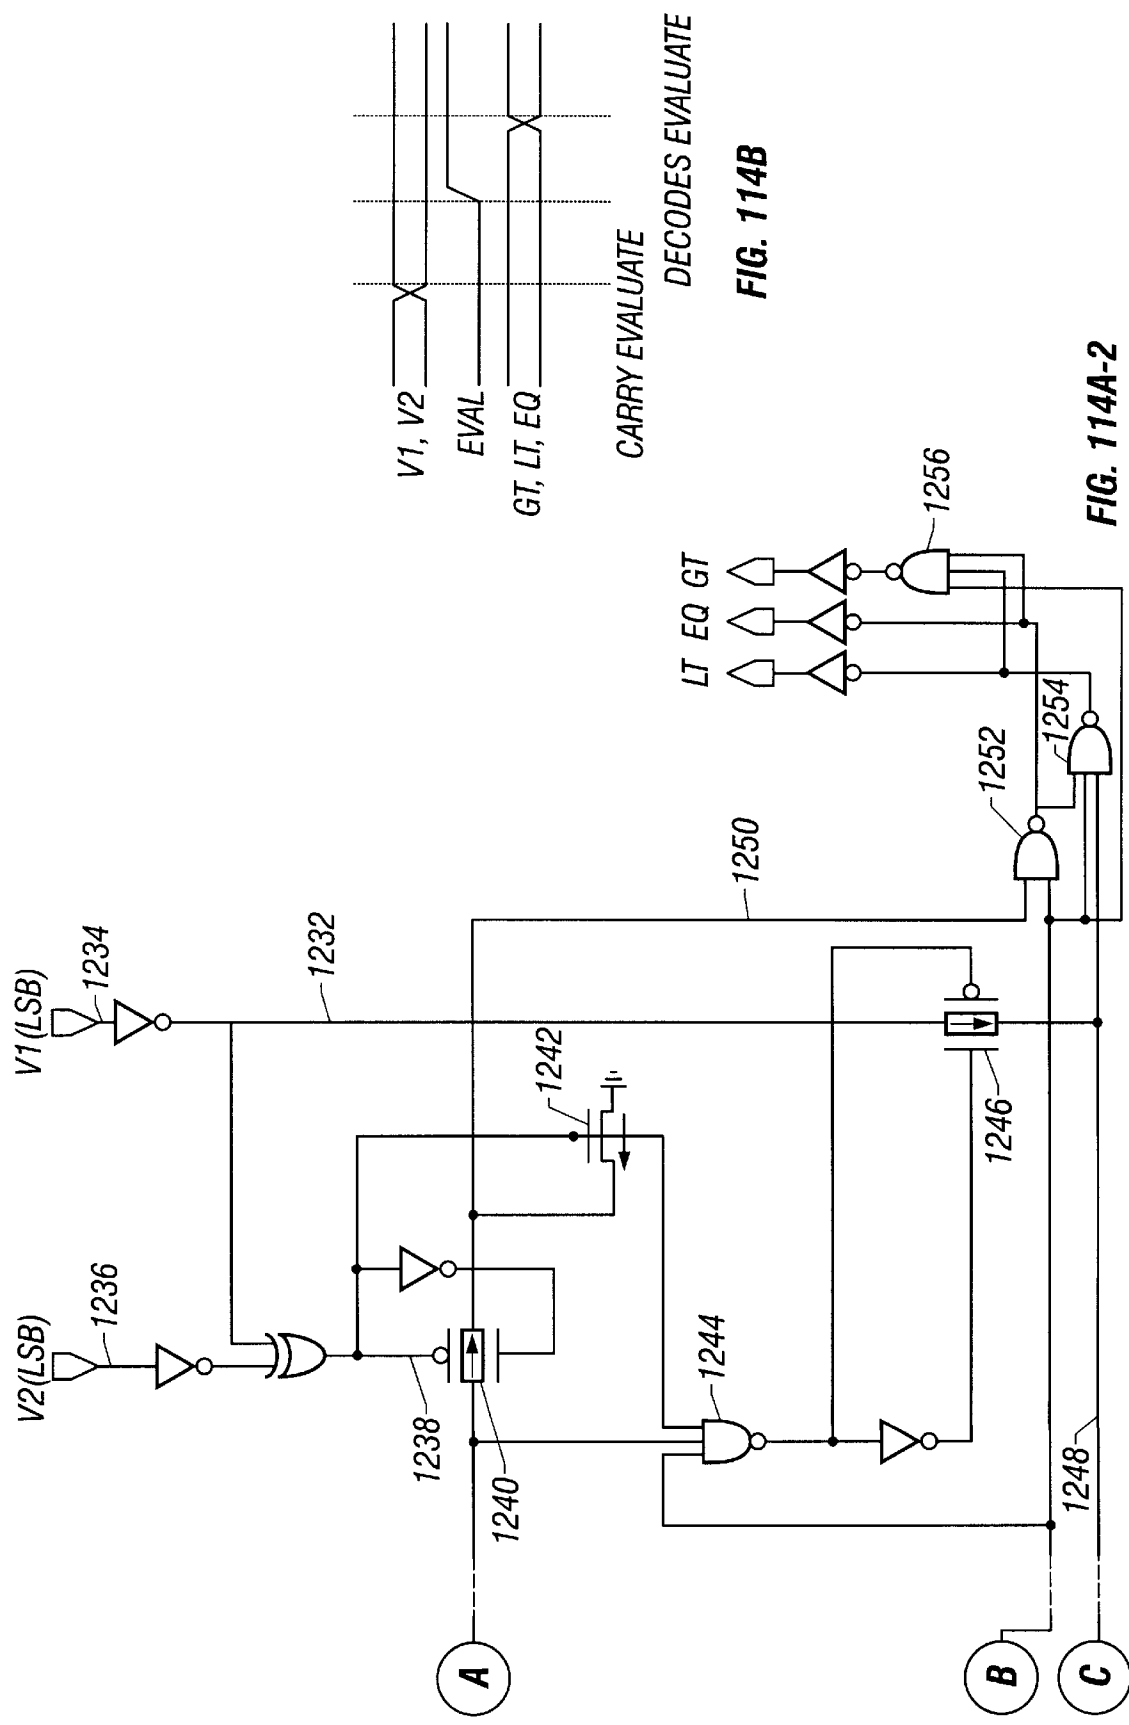 V1, V2
EVAL
GT, LT, EQ
CARRY EVALUATE
DECODES EVALUATE
FIG. 114B
V2(LSB)
1236
V1(LSB)
1234
1232
1238
1240
1242
1250
1244
1246
1248
1252
1254
1256
LT EQ GT
A
B
C
FIG. 114A-2